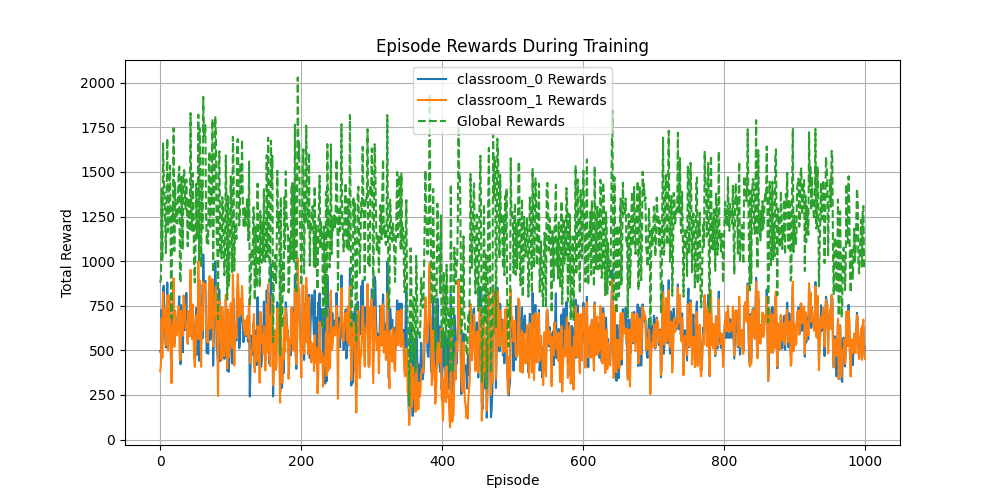 Episode Rewards During Training
classroom_0 Rewards
classroom_1 Rewards
Global Rewards
Total Reward
2000
1750
1500
1250
1000
750
500
250
0
0 200 400 600 800 1000
Episode